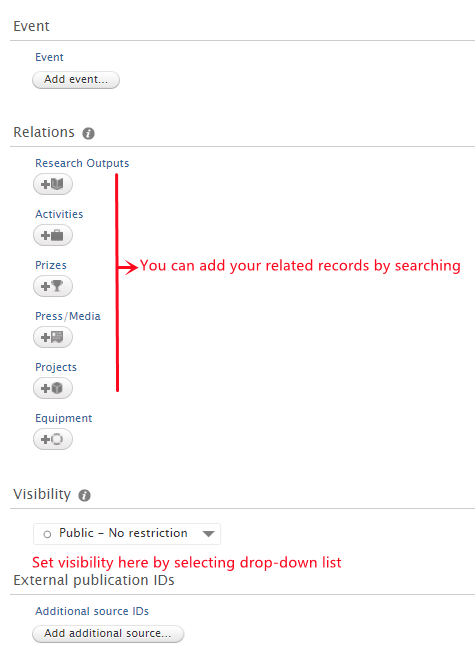 Event
Event
Add event...
Relations
Research Outputs
Activities
You can add your related records by searching
Prizes
Press/Media
Projects
Equipment
Visibility
Public - No restriction
Set visibility here by selecting drop-down list
External publication IDs
Additional source IDs
Add additional source...